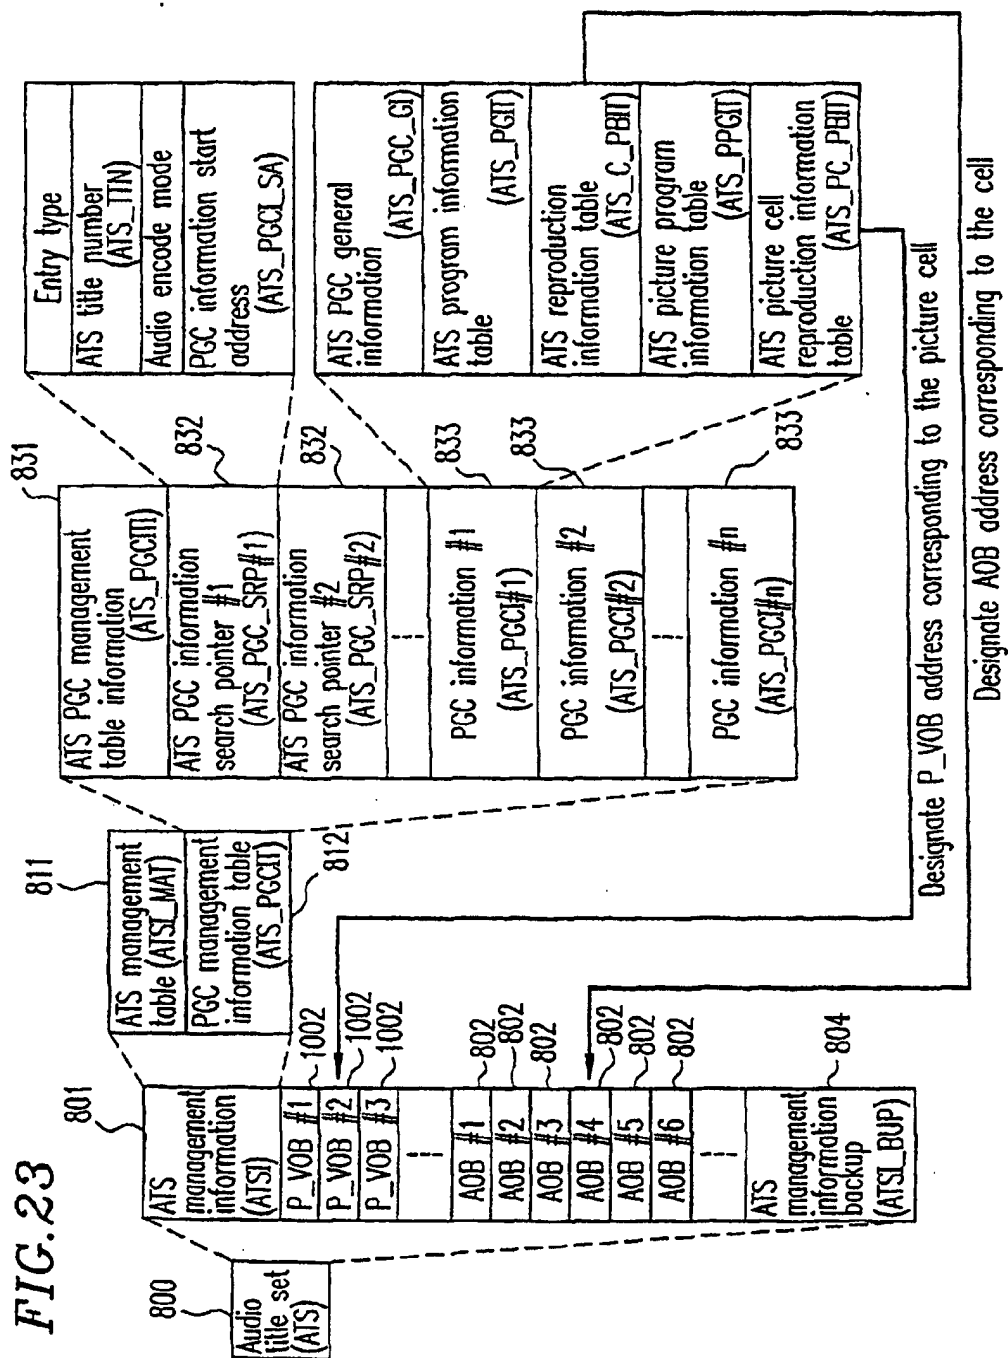 FIG.23
800
Audio
title set
(ATS)
801
ATS
management
information
(ATSI)
P_VOB #1
P_VOB #2
P_VOB #3
1002
1002
1002
AOB #1
AOB #2
AOB #3
AOB #4
AOB #5
AOB #6
802
802
802
802
802
802
ATS
management
information
backup
(ATSI_BUP)
804
811
ATS management
table (ATSI_MAT)
PGC management
information table
(ATS_PGCIT)
812
831
ATS PGC management
table information
(ATS_PGCITI)
ATS PGC information
search pointer #1
(ATS_PGC_SRP#1)
832
ATS PGC information
search pointer #2
(ATS_PGC_SRP#2)
832
PGC information #1
(ATS_PGCI#1)
833
PGC information #2
(ATS_PGCI#2)
833
PGC information #n
(ATS_PGCI#n)
833
Entry type
ATS title number
(ATS_TTN)
Audio encode mode
PGC information start
address
(ATS_PGCI_SA)
ATS PGC general
information
(ATS_PGC_GI)
ATS program information
table
(ATS_PGIT)
ATS reproduction
information table
(ATS_C_PBIT)
ATS picture program
information table
(ATS_PPGIT)
ATS picture cell
reproduction information
table
(ATS_PC_PBIT)
Designate P_VOB address corresponding to the picture cell
Designate AOB address corresponding to the cell